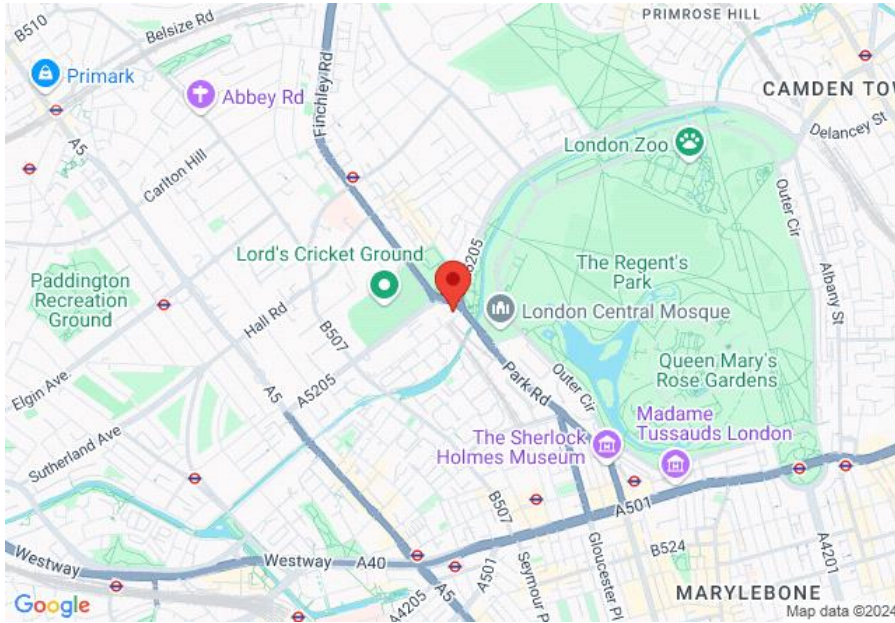 PRIMROSE HILL
B510
Belsize Rd
Primark
Abbey Rd
Finchley Rd
CAMDEN TOW
Delancey St
London Zoo
A5
Carlton Hill
Outer Cir
5205
Lord's Cricket Ground
The Regent's
Park
Paddington
Recreation
Ground
Hall Rd
London Central Mosque
Albany St
B507
Elgin Ave.
A5205
A5
Park Rd
Outer Cir
Queen Mary's
Rose Gardens
Sutherland Ave
Madame
Tussauds London
The Sherlock
Holmes Museum
B507
A501
Westway
Westway
A40
A501
Seymour P
Gloucester Pl
B524
A4201
A4205
MARYLEBONE
Google
Map data ©2024